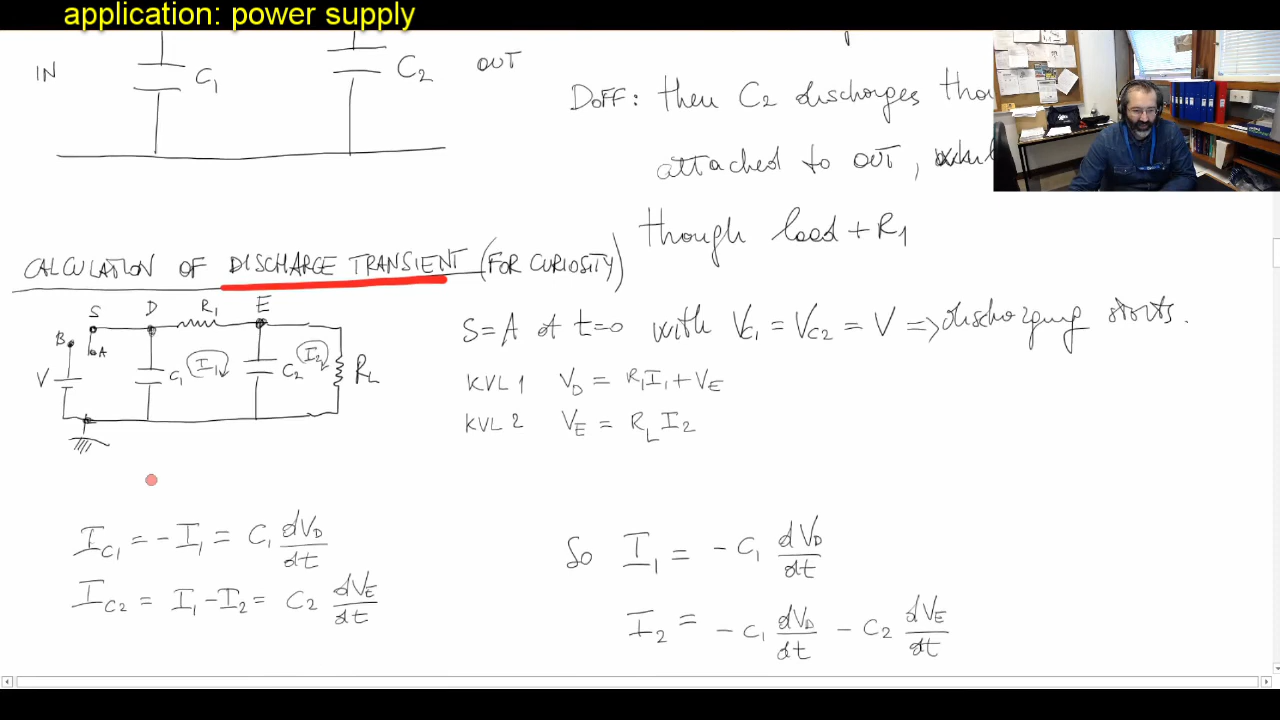 application: power supply
IN C1 C2 OUT
DOFF: then C2 discharges thou
attached to OUT,
though load + R1
CALCULATION OF DISCHARGE TRANSIENT (FOR CURIOSITY)
S D R1 E
B A
V C1 I1 C2 I2 RL
S=A at t=0 with VC1 = VC2 = V => discharging starts.
KVL 1 VD = R1I1 + VE
KVL 2 VE = RL I2
IC1 = - I1 = C1 dVD/dt
IC2 = I1 - I2 = C2 dVE/dt
So I1 = - C1 dVD/dt
I2 = - C1 dVD/dt - C2 dVE/dt